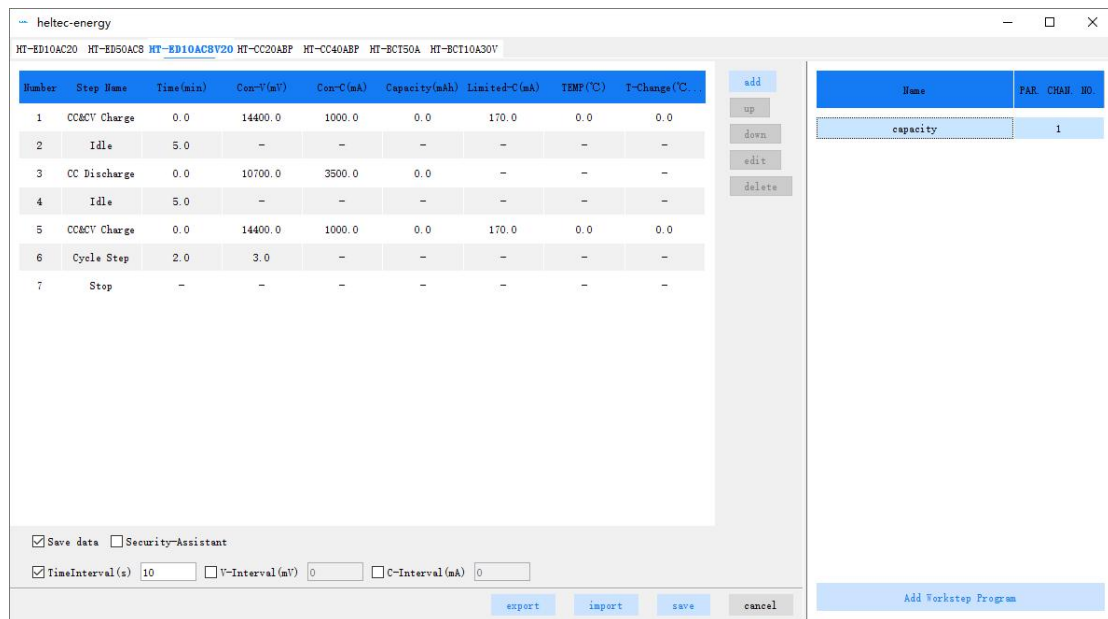 heltec-energy
HT-ED10AC20 HT-ED50AC8 HT-ED10AC8V20 HT-CC20ABP HT-CC40ABP HT-BCT50A HT-BCT10A30V
Number Step Name Time(min) Con-V(mV) Con-C(mA) Capacity(mAh) Limited-C(mA) TEMP(℃) T-Change(℃...
1 CC&CV Charge 0.0 14400.0 1000.0 0.0 170.0 0.0 0.0
2 Idle 5.0 - - - - - -
3 CC Discharge 0.0 10700.0 3500.0 0.0 - - -
4 Idle 5.0 - - - - - -
5 CC&CV Charge 0.0 14400.0 1000.0 0.0 170.0 0.0 0.0
6 Cycle Step 2.0 3.0 - - - - -
7 Stop - - - - - - -
add
up
down
edit
delete
Name PAR. CHAN. NO.
capacity 1
Save data Security-Assistant
TimeInterval(s) 10 V-Interval(mV) 0 C-Interval(mA) 0
export import save cancel
Add Workstep Program